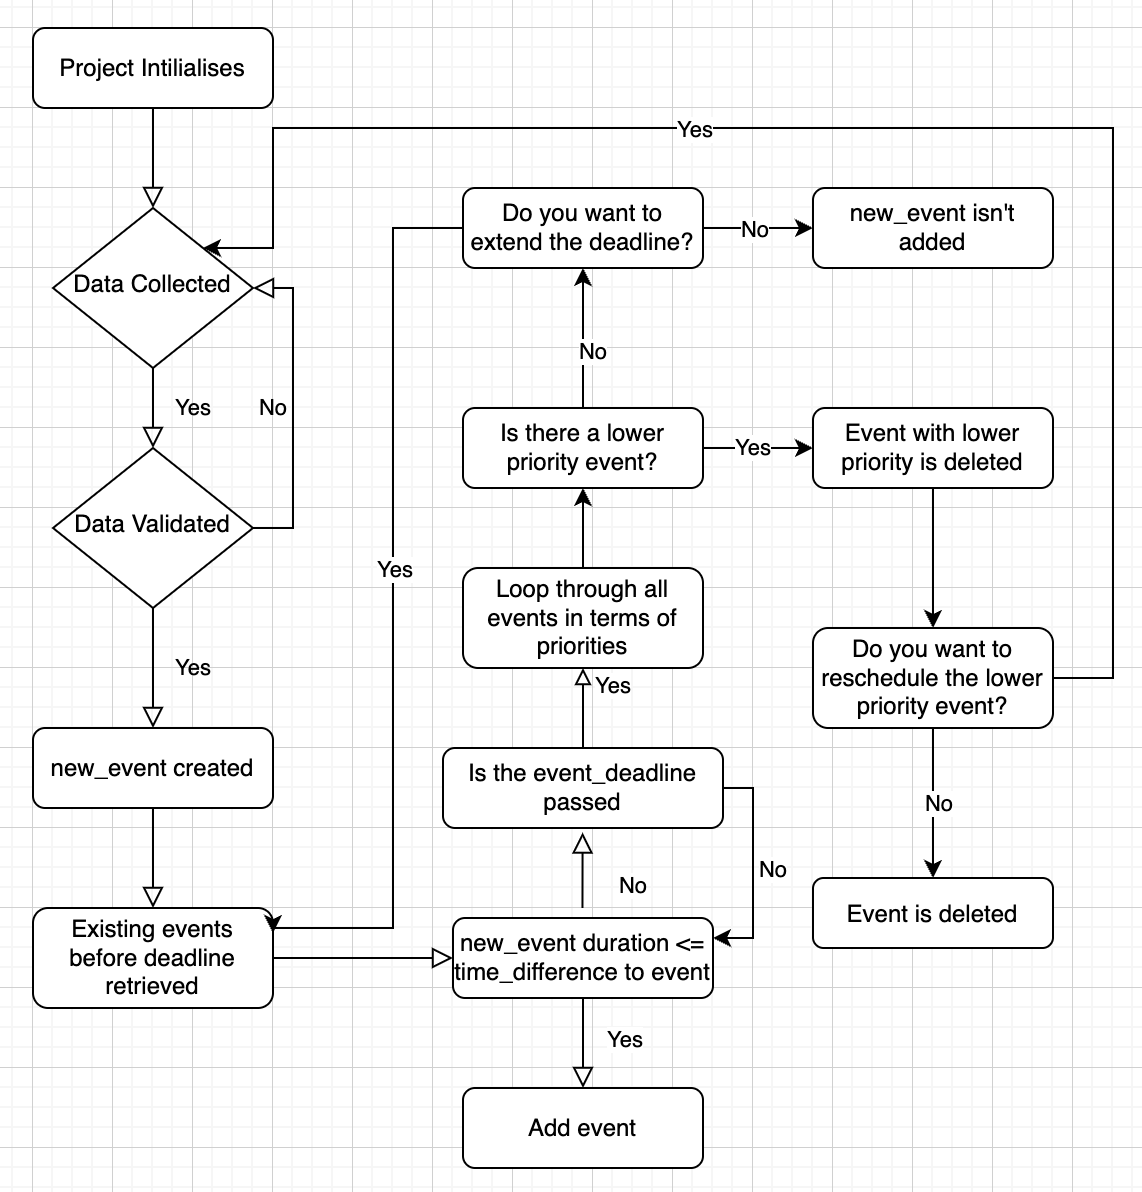 Project Intilialises
Yes
Do you want to
extend the deadline?
No
new_event isn't
added
Data Collected
No
Yes
No
Is there a lower
priority event?
Yes
Event with lower
priority is deleted
Data Validated
Yes
Loop through all
events in terms of
priorities
Do you want to
reschedule the lower
priority event?
Yes
Yes
new_event created
Is the event_deadline
passed
No
No
No
Existing events
before deadline
retrieved
new_event duration <=
time_difference to event
Event is deleted
Yes
Add event